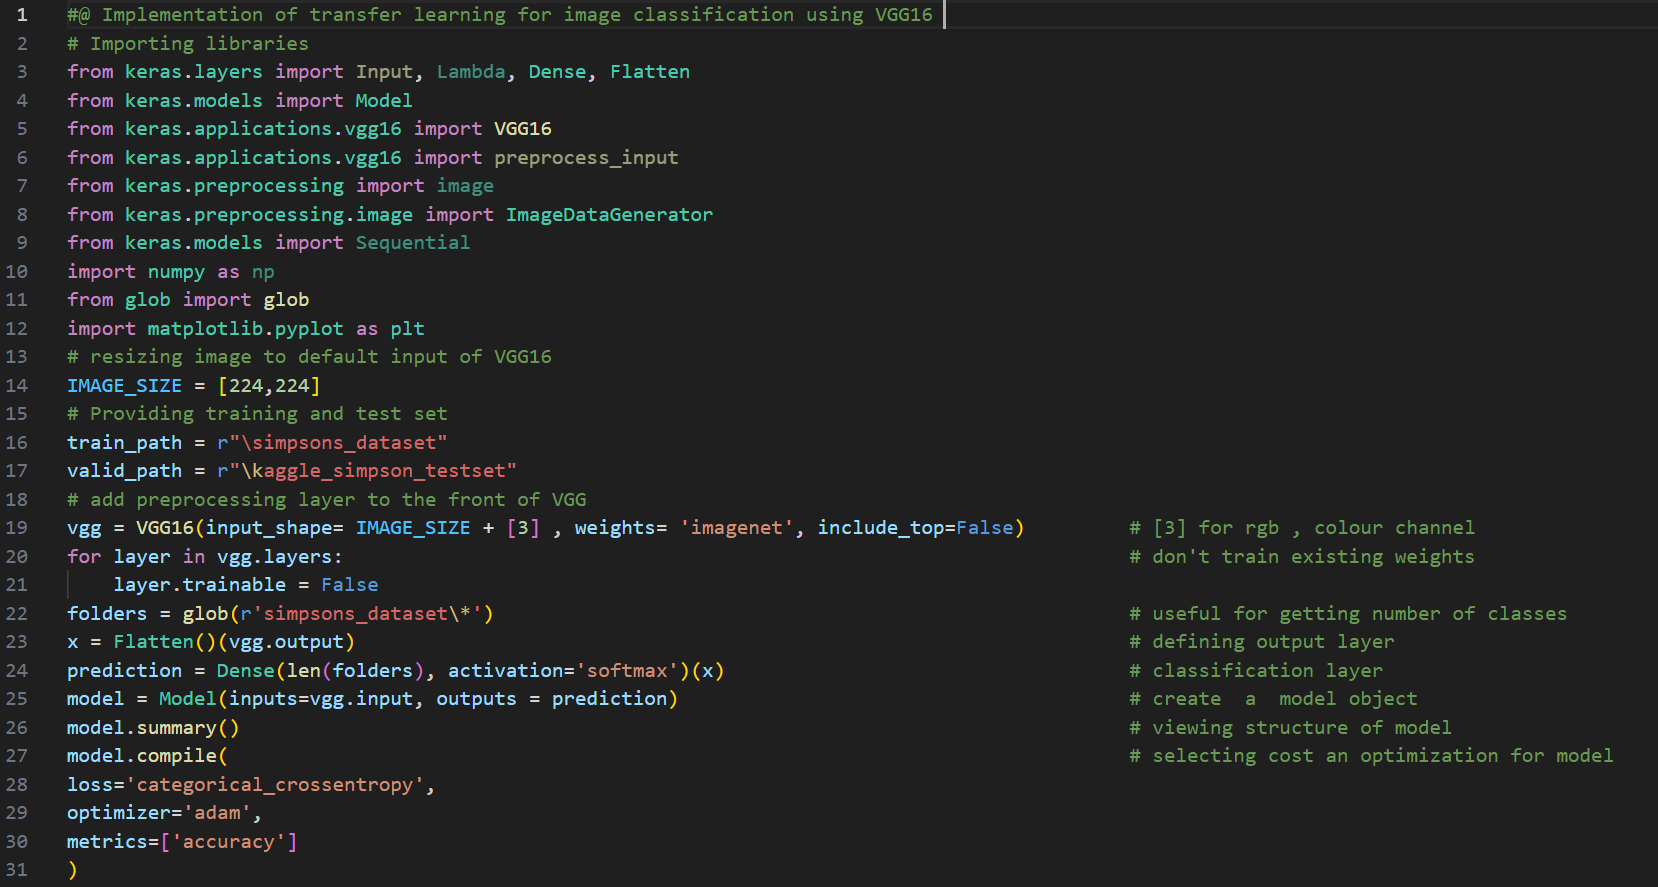 1 #@ Implementation of transfer learning for image classification using VGG16
2 # Importing libraries
3 from keras.layers import Input, Lambda, Dense, Flatten
4 from keras.models import Model
5 from keras.applications.vgg16 import VGG16
6 from keras.applications.vgg16 import preprocess_input
7 from keras.preprocessing import image
8 from keras.preprocessing.image import ImageDataGenerator
9 from keras.models import Sequential
10 import numpy as np
11 from glob import glob
12 import matplotlib.pyplot as plt
13 # resizing image to default input of VGG16
14 IMAGE_SIZE = [224,224]
15 # Providing training and test set
16 train_path = r"\simpsons_dataset"
17 valid_path = r"\kaggle_simpson_testset"
18 # add preprocessing layer to the front of VGG
19 vgg = VGG16(input_shape= IMAGE_SIZE + [3] , weights= 'imagenet', include_top=False) # [3] for rgb , colour channel
20 for layer in vgg.layers: # don't train existing weights
21     layer.trainable = False
22 folders = glob(r'simpsons_dataset\*') # useful for getting number of classes
23 x = Flatten()(vgg.output) # defining output layer
24 prediction = Dense(len(folders), activation='softmax')(x) # classification layer
25 model = Model(inputs=vgg.input, outputs = prediction) # create  a  model object
26 model.summary() # viewing structure of model
27 model.compile( # selecting cost an optimization for model
28 loss='categorical_crossentropy',
29 optimizer='adam',
30 metrics=['accuracy']
31 )